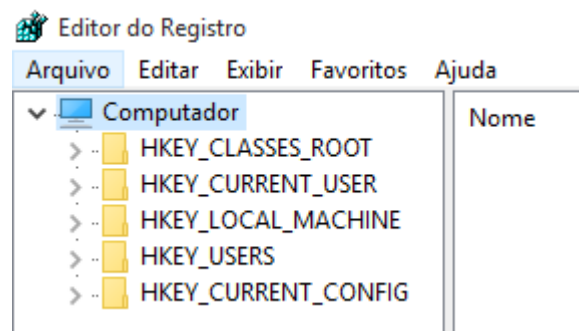 Editor do Registro
Arquivo Editar Exibir Favoritos Ajuda
Computador
Nome
HKEY_CLASSES_ROOT
HKEY_CURRENT_USER
HKEY_LOCAL_MACHINE
HKEY_USERS
HKEY_CURRENT_CONFIG